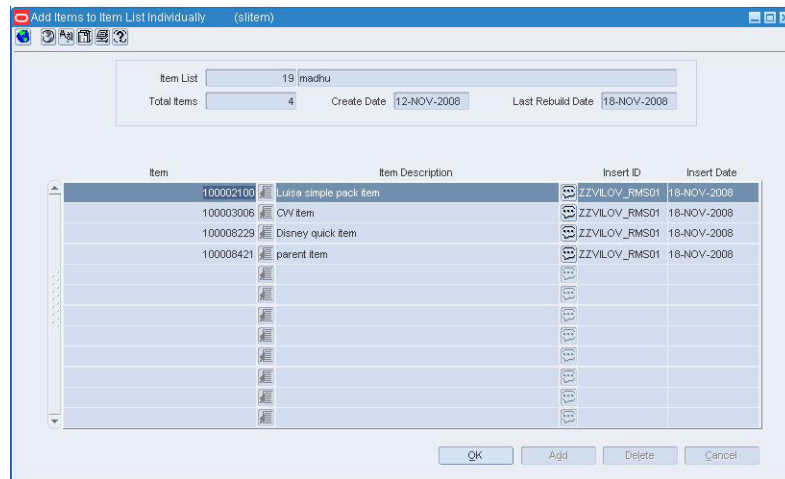 Add Items to Item List Individually (slitem)
Item List 19 madhu
Total Items 4 Create Date 12-NOV-2008 Last Rebuild Date 18-NOV-2008
Item Item Description Insert ID Insert Date
100002100 Luisa simple pack item ZZVILOV_RMS01 18-NOV-2008
100003006 CW item ZZVILOV_RMS01 18-NOV-2008
100008229 Disney quick item ZZVILOV_RMS01 18-NOV-2008
100008421 parent item ZZVILOV_RMS01 18-NOV-2008
OK Add Delete Cancel